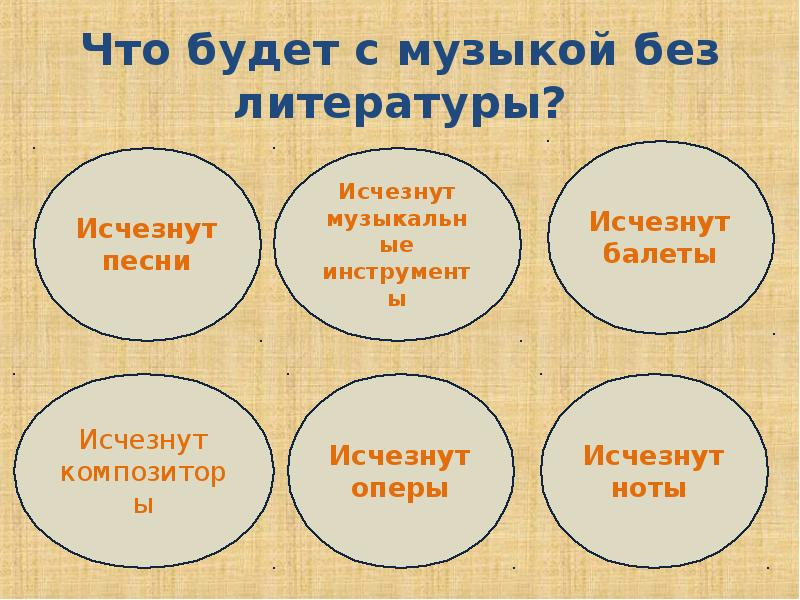 Что будет с музыкой без
литературы?
Исчезнут
песни
Исчезнут
музыкальн
ые
инструмент
ы
Исчезнут
балеты
Исчезнут
композитор
ы
Исчезнут
оперы
Исчезнут
ноты